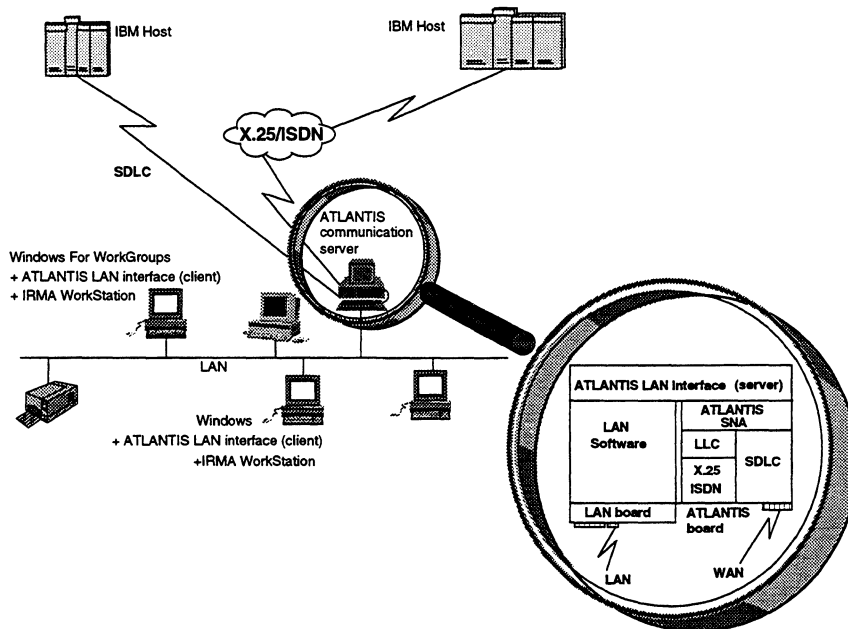 IBM Host
IBM Host
X.25/ISDN
SDLC
ATLANTIS
communication
server
Windows For WorkGroups
+ ATLANTIS LAN interface (client)
+ IRMA WorkStation
LAN
Windows
+ ATLANTIS LAN interface (client)
+IRMA WorkStation
ATLANTIS LAN Interface (server)
LAN
Software
ATLANTIS
SNA
LLC
X.25
ISDN
SDLC
LAN board
ATLANTIS
board
LAN
WAN